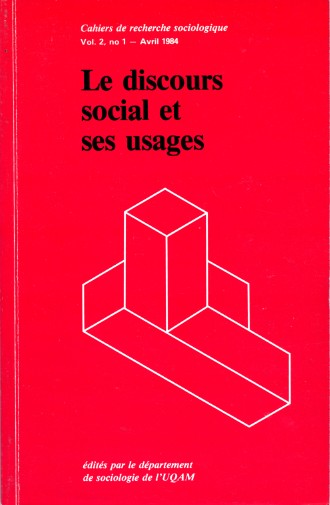 Cahiers de recherche sociologique
Vol. 2, no 1 — Avril 1984
Le discours
social et
ses usages
édités par le département
de sociologie de l'UQAM